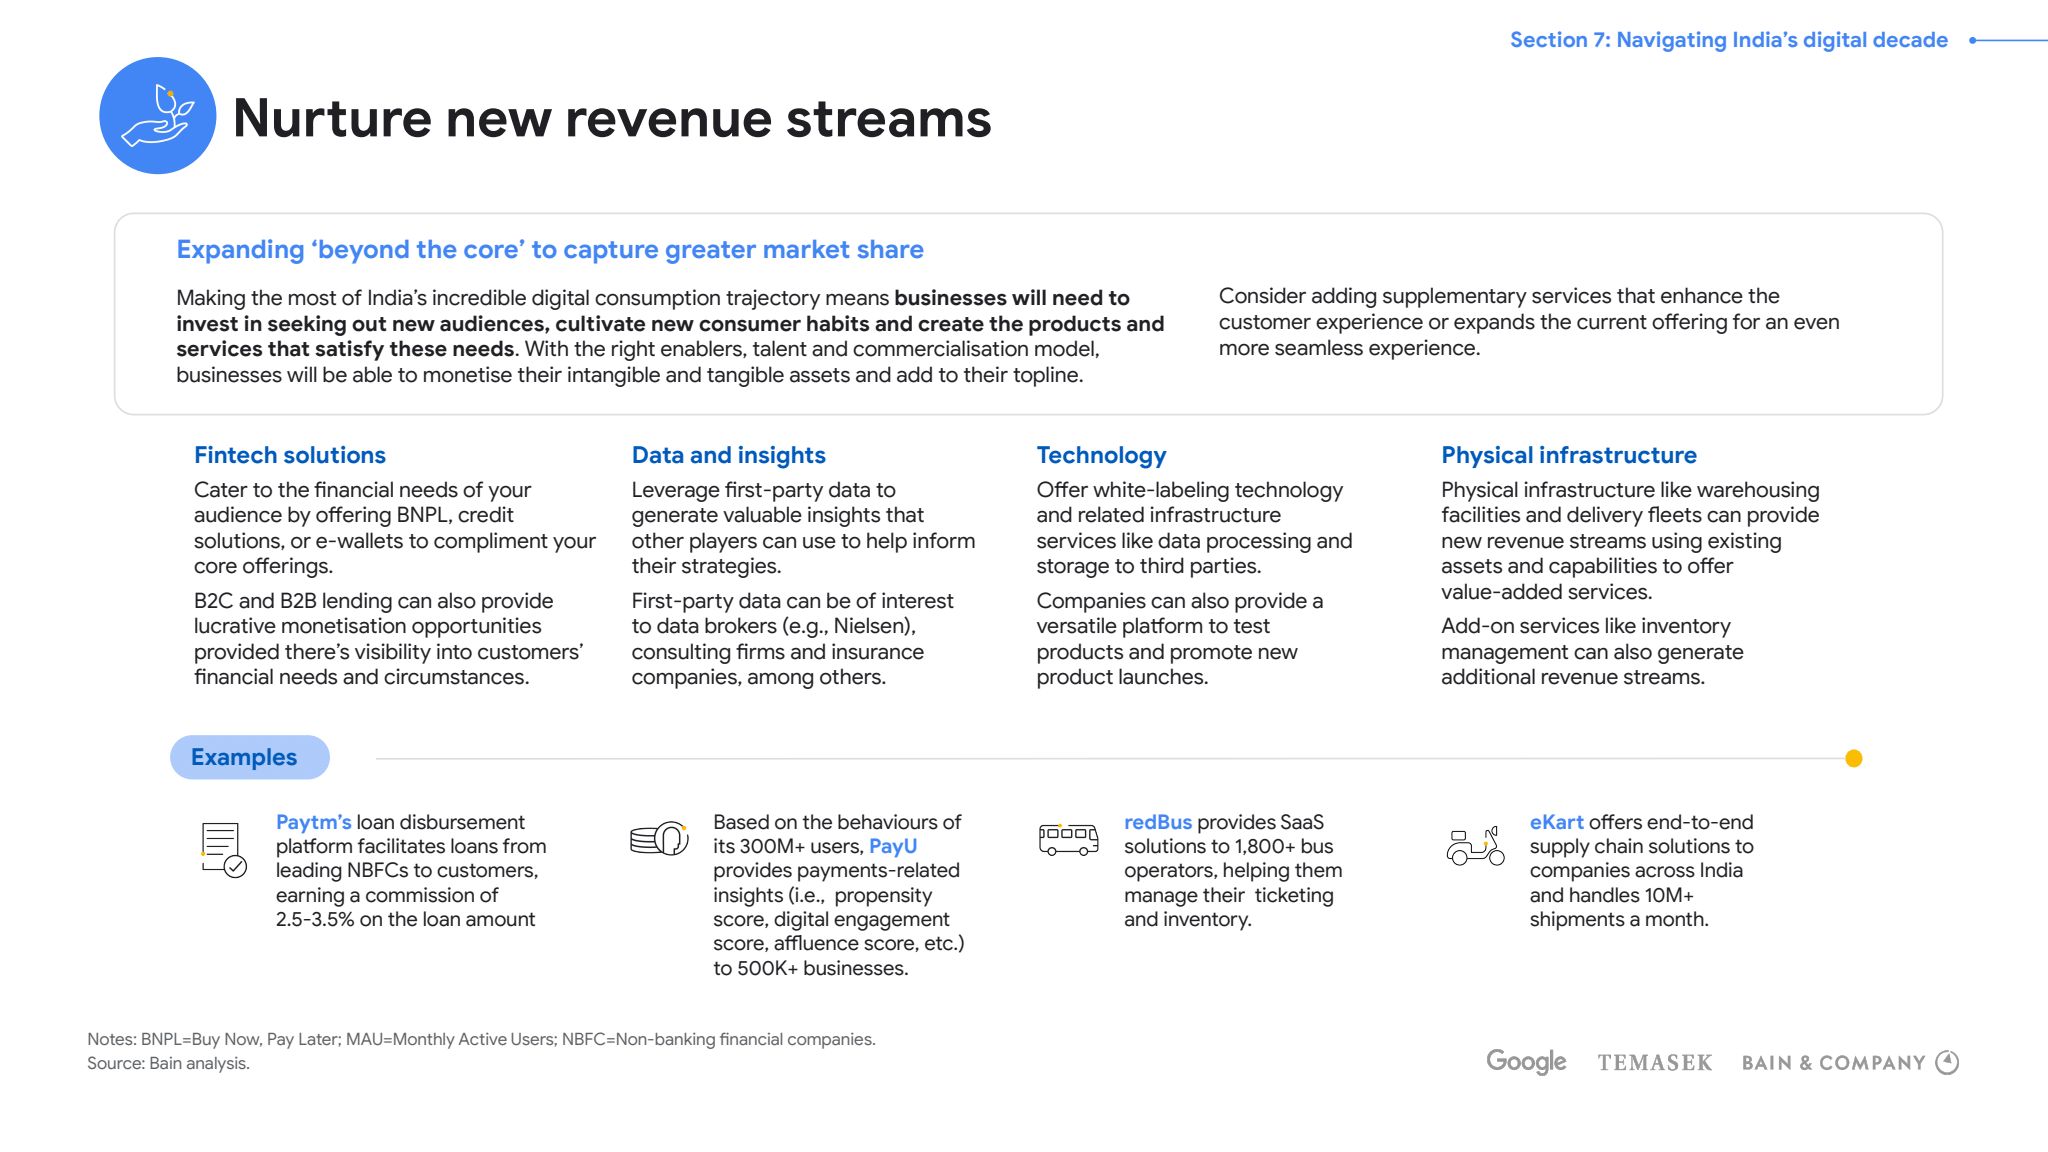 Section 7: Navigating India’s digital decade
Nurture new revenue streams
Expanding ‘beyond the core’ to capture greater market share
Making the most of India’s incredible digital consumption trajectory means businesses will need to
invest in seeking out new audiences, cultivate new consumer habits and create the products and
services that satisfy these needs. With the right enablers, talent and commercialisation model,
businesses will be able to monetise their intangible and tangible assets and add to their topline.
Consider adding supplementary services that enhance the
customer experience or expands the current offering for an even
more seamless experience.
Fintech solutions
Cater to the financial needs of your
audience by offering BNPL, credit
solutions, or e-wallets to compliment your
core offerings.
B2C and B2B lending can also provide
lucrative monetisation opportunities
provided there’s visibility into customers’
financial needs and circumstances.
Data and insights
Leverage first-party data to
generate valuable insights that
other players can use to help inform
their strategies.
First-party data can be of interest
to data brokers (e.g., Nielsen),
consulting firms and insurance
companies, among others.
Technology
Offer white-labeling technology
and related infrastructure
services like data processing and
storage to third parties.
Companies can also provide a
versatile platform to test
products and promote new
product launches.
Physical infrastructure
Physical infrastructure like warehousing
facilities and delivery fleets can provide
new revenue streams using existing
assets and capabilities to offer
value-added services.
Add-on services like inventory
management can also generate
additional revenue streams.
Examples
Paytm’s loan disbursement
platform facilitates loans from
leading NBFCs to customers,
earning a commission of
2.5-3.5% on the loan amount
Based on the behaviours of
its 300M+ users, PayU
provides payments-related
insights (i.e., propensity
score, digital engagement
score, affluence score, etc.)
to 500K+ businesses.
redBus provides SaaS
solutions to 1,800+ bus
operators, helping them
manage their ticketing
and inventory.
eKart offers end-to-end
supply chain solutions to
companies across India
and handles 10M+
shipments a month.
Notes: BNPL=Buy Now, Pay Later; MAU=Monthly Active Users; NBFC=Non-banking financial companies.
Source: Bain analysis.
Google TEMASEK BAIN & COMPANY